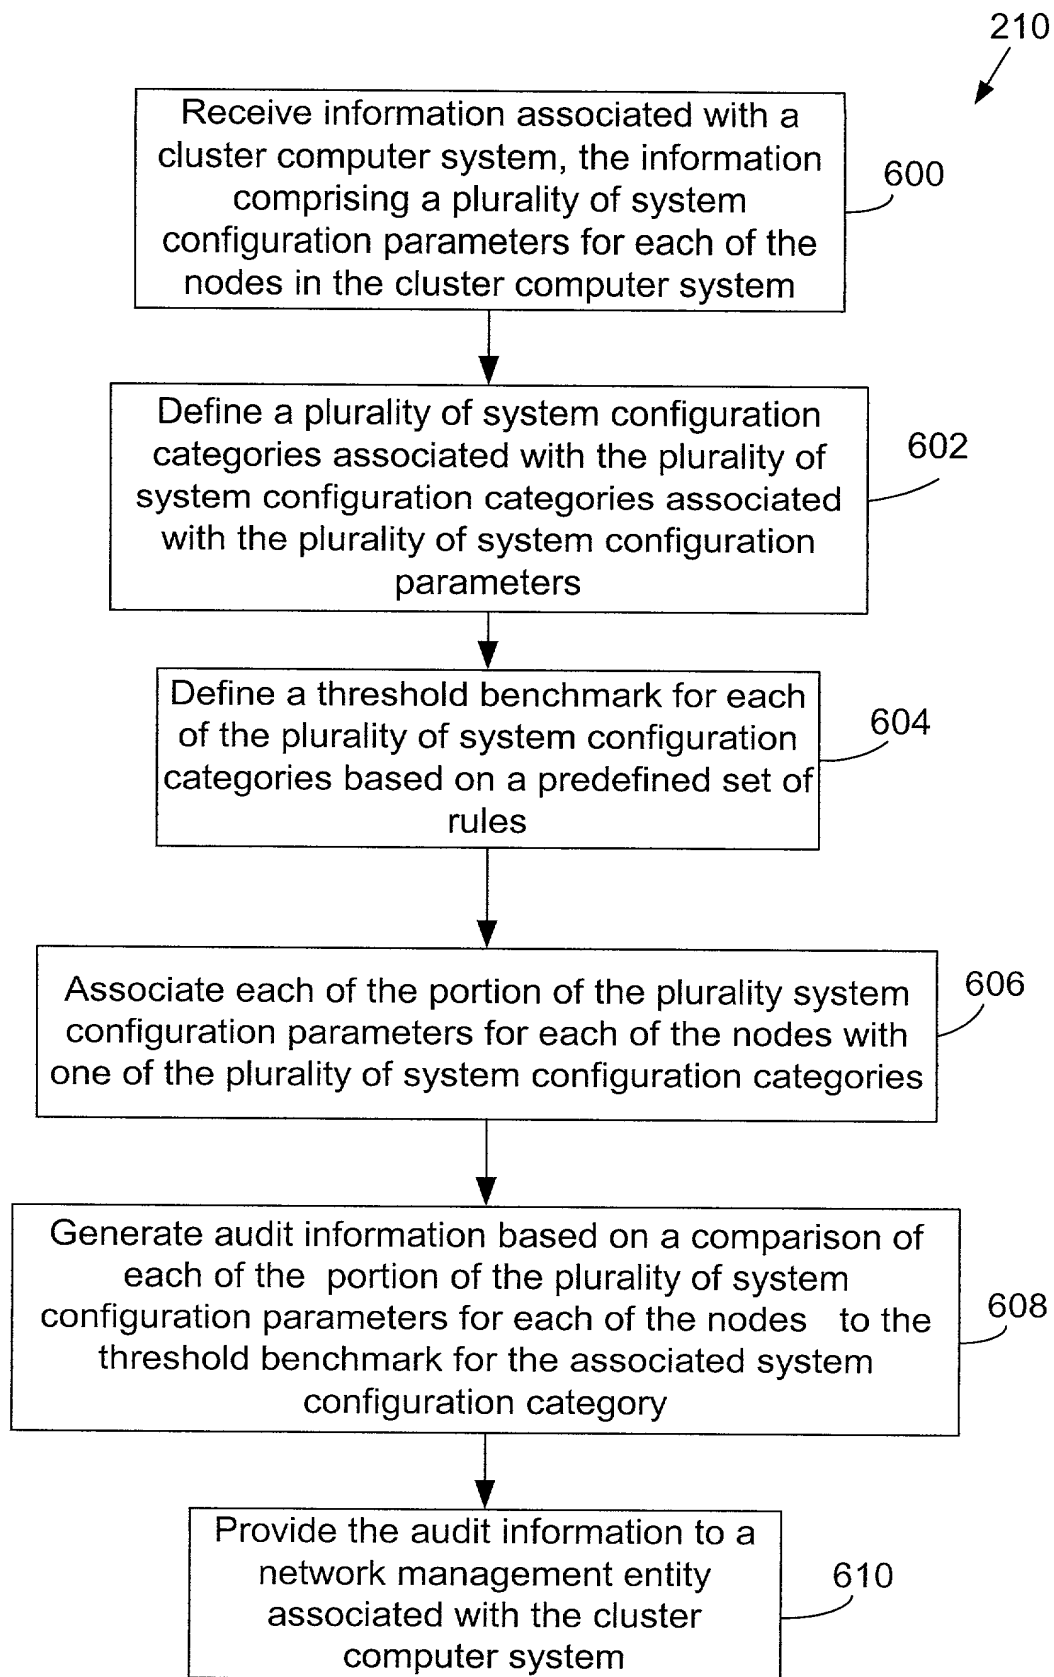 210
Receive information associated with a
cluster computer system, the information
comprising a plurality of system
configuration parameters for each of the
nodes in the cluster computer system
600
Define a plurality of system configuration
categories associated with the plurality of
system configuration categories associated
with the plurality of system configuration
parameters
602
Define a threshold benchmark for each
of the plurality of system configuration
categories based on a predefined set of
rules
604
Associate each of the portion of the plurality system
configuration parameters for each of the nodes with
one of the plurality of system configuration categories
606
Generate audit information based on a comparison of
each of the portion of the plurality of system
configuration parameters for each of the nodes to the
threshold benchmark for the associated system
configuration category
608
Provide the audit information to a
network management entity
associated with the cluster
computer system
610